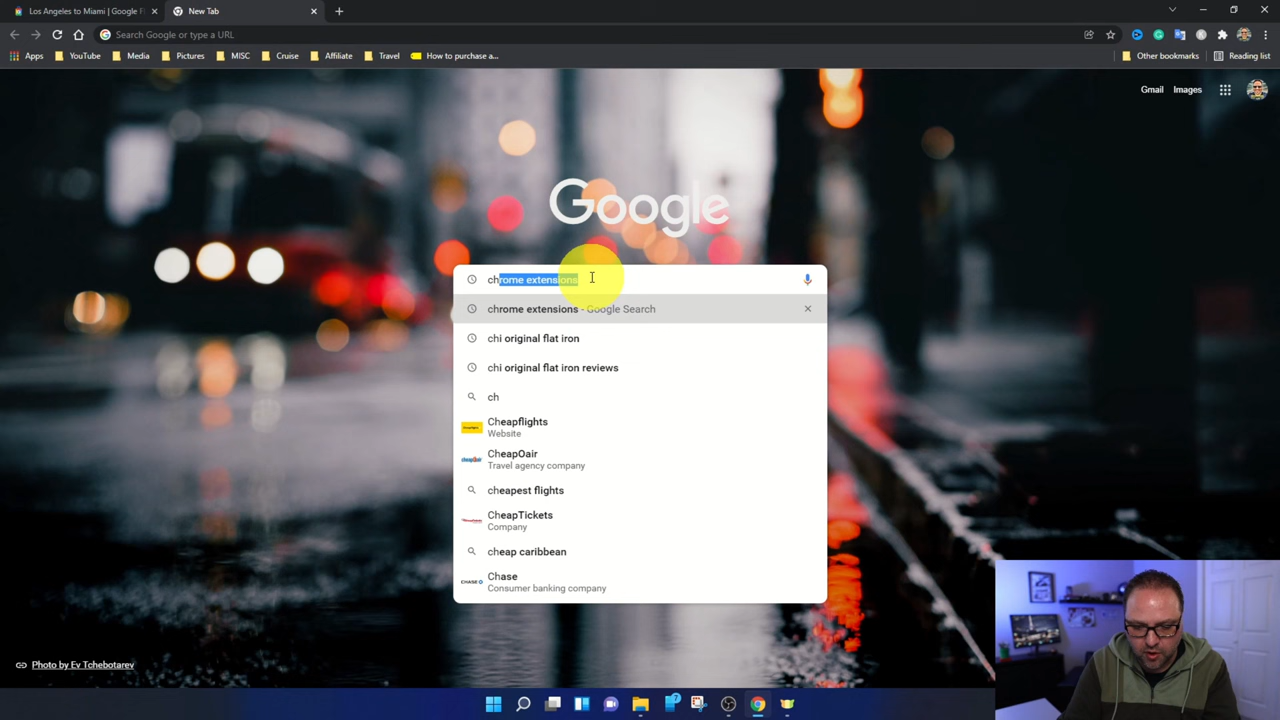 Los Angeles to Miami | Google F
New Tab
Search Google or type a URL
Apps
YouTube
Media
Pictures
MISC
Cruise
Affiliate
Travel
How to purchase a...
Other bookmarks
Reading list
Gmail
Images
Google
chrome extensions
chrome extensions - Google Search
chi original flat iron
chi original flat iron reviews
ch
Cheapflights
Website
CheapOair
Travel agency company
cheapest flights
CheapTickets
Company
cheap caribbean
CHASE
Chase
Consumer banking company
Photo by Ev Tchebotarev
7